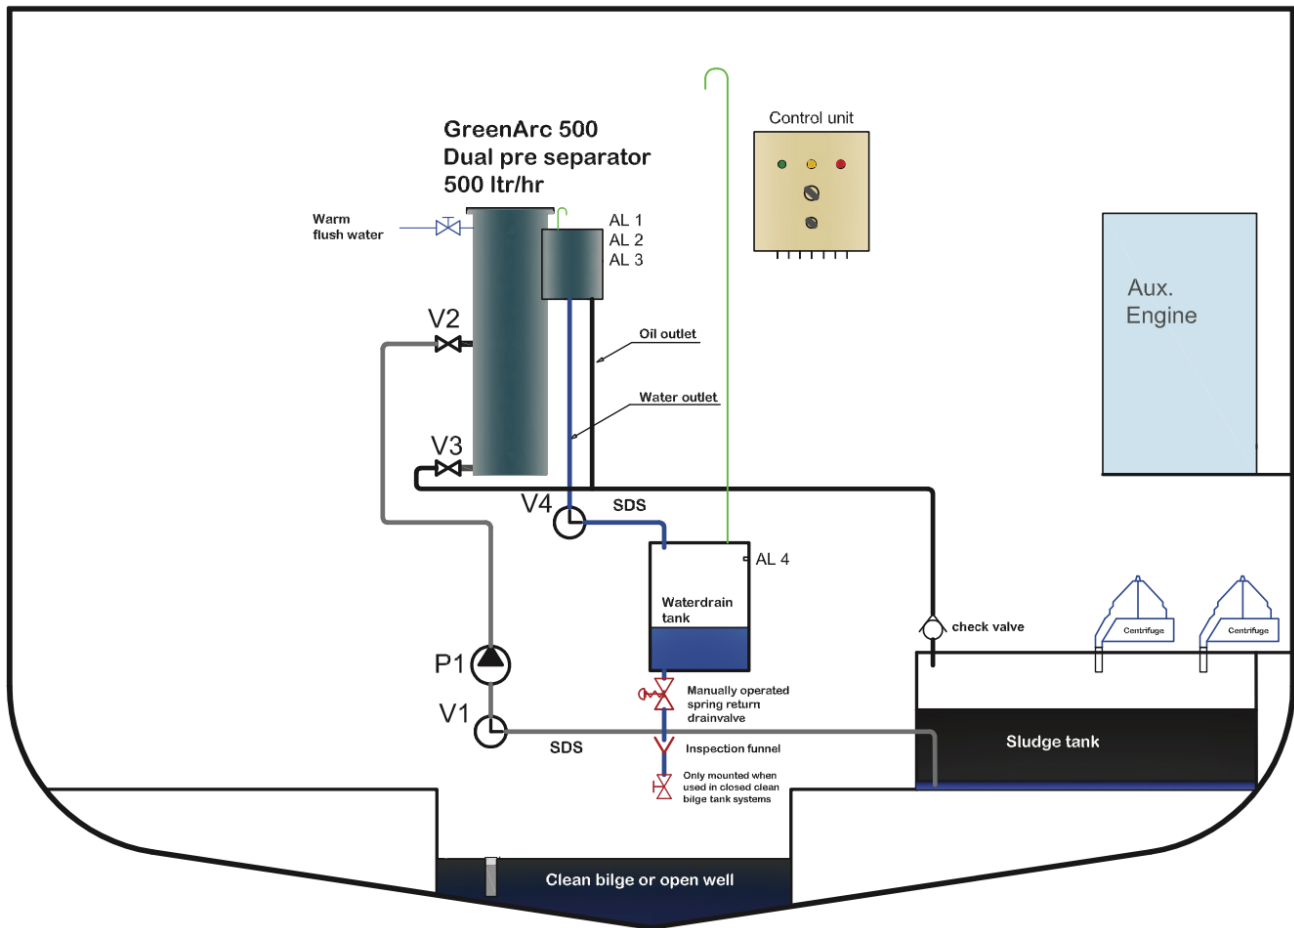 Control unit
GreenArc 500
Dual pre separator
500 ltr/hr
Warm
flush water
AL 1
AL 2
AL 3
Aux.
Engine
V2
Oil outlet
Water outlet
V3
V4
SDS
AL 4
Waterdrain
tank
check valve
Centrifuge
Centrifuge
P1
Manually operated
spring return
drainvalve
V1
SDS
Inspection funnel
Sludge tank
Only mounted when
used in closed clean
bilge tank systems
Clean bilge or open well